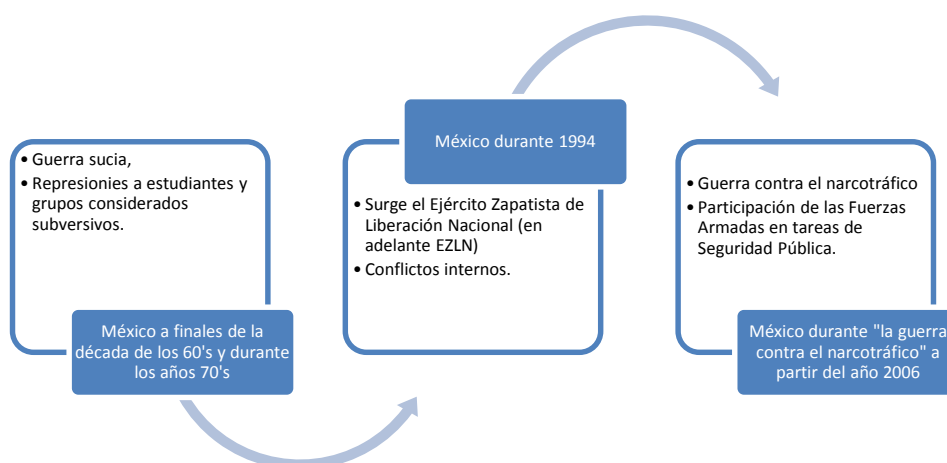 • Guerra sucia,
• Represionies a estudiantes y
grupos considerados
subversivos.
México a finales de la
década de los 60's y durante
los años 70's
México durante 1994
• Surge el Ejército Zapatista de
Liberación Nacional (en
adelante EZLN)
• Conflictos internos.
• Guerra contra el narcotráfico
• Participación de las Fuerzas
Armadas en tareas de
Seguridad Pública.
México durante "la guerra
contra el narcotráfico" a
partir del año 2006